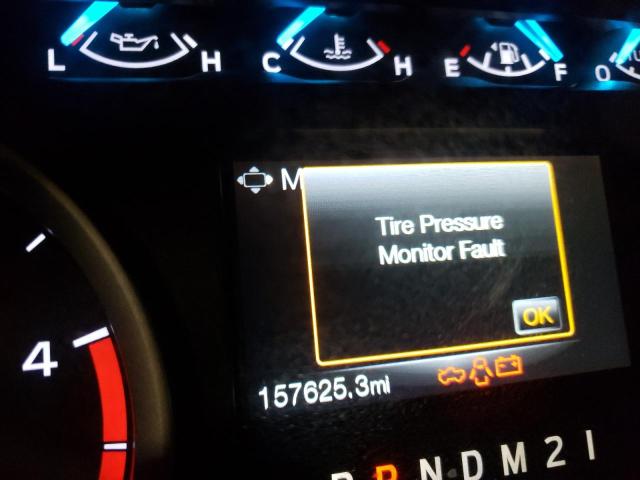 L H C H E F O
M
Tire Pressure
Monitor Fault
OK
157625.3mi
4
R N D M 2 1